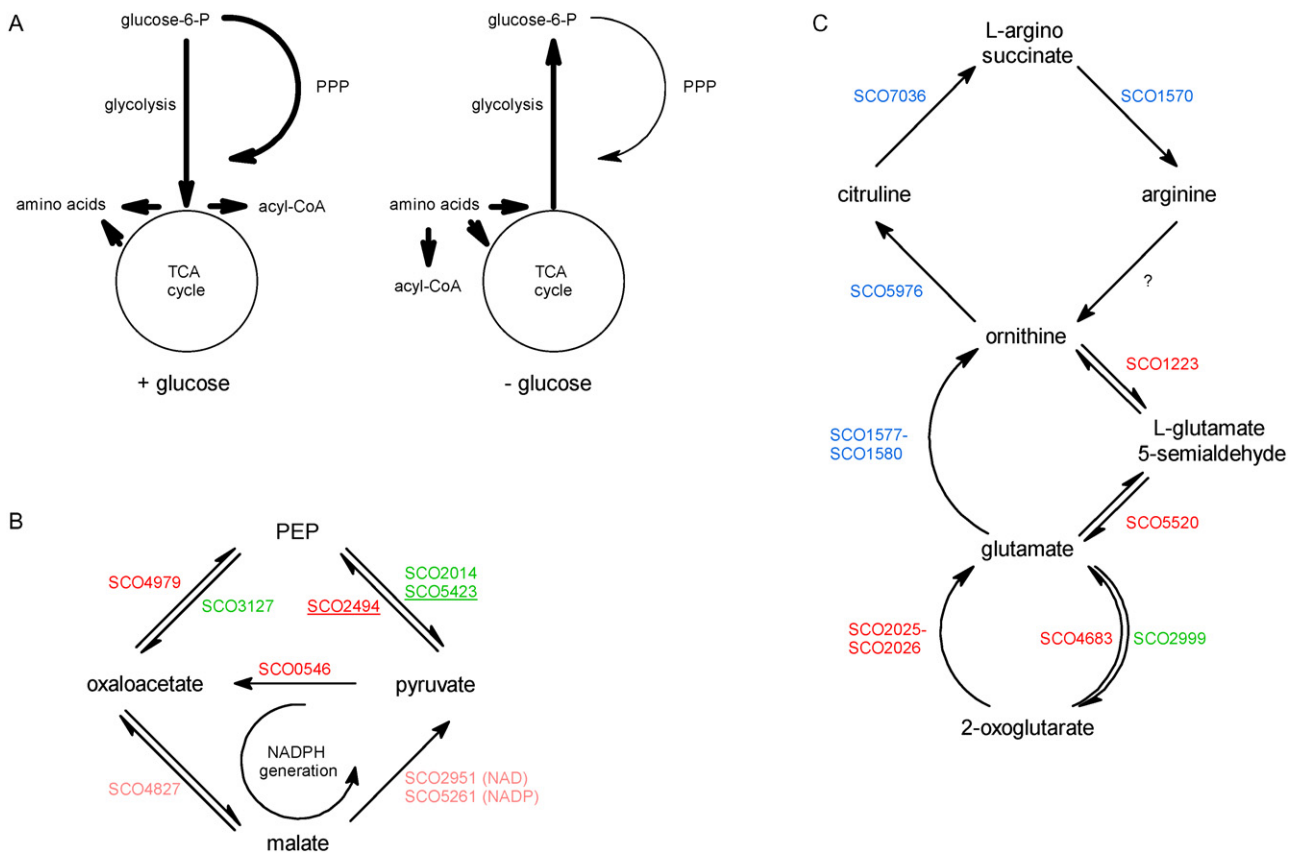 A
glucose-6-P
glycolysis
PPP
amino acids
acyl-CoA
TCA
cycle
+ glucose
glucose-6-P
glycolysis
PPP
amino acids
acyl-CoA
TCA
cycle
- glucose
B
PEP
SCO4979
SCO3127
SCO2014
SCO5423
SCO2494
SCO0546
oxaloacetate
pyruvate
NADPH
generation
SCO4827
SCO2951 (NAD)
SCO5261 (NADP)
malate
C
L-argino
succinate
SCO7036
SCO1570
citruline
arginine
SCO5976
?
ornithine
SCO1223
SCO1577-
SCO1580
L-glutamate
5-semialdehyde
SCO5520
glutamate
SCO2025-
SCO2026
SCO4683
SCO2999
2-oxoglutarate